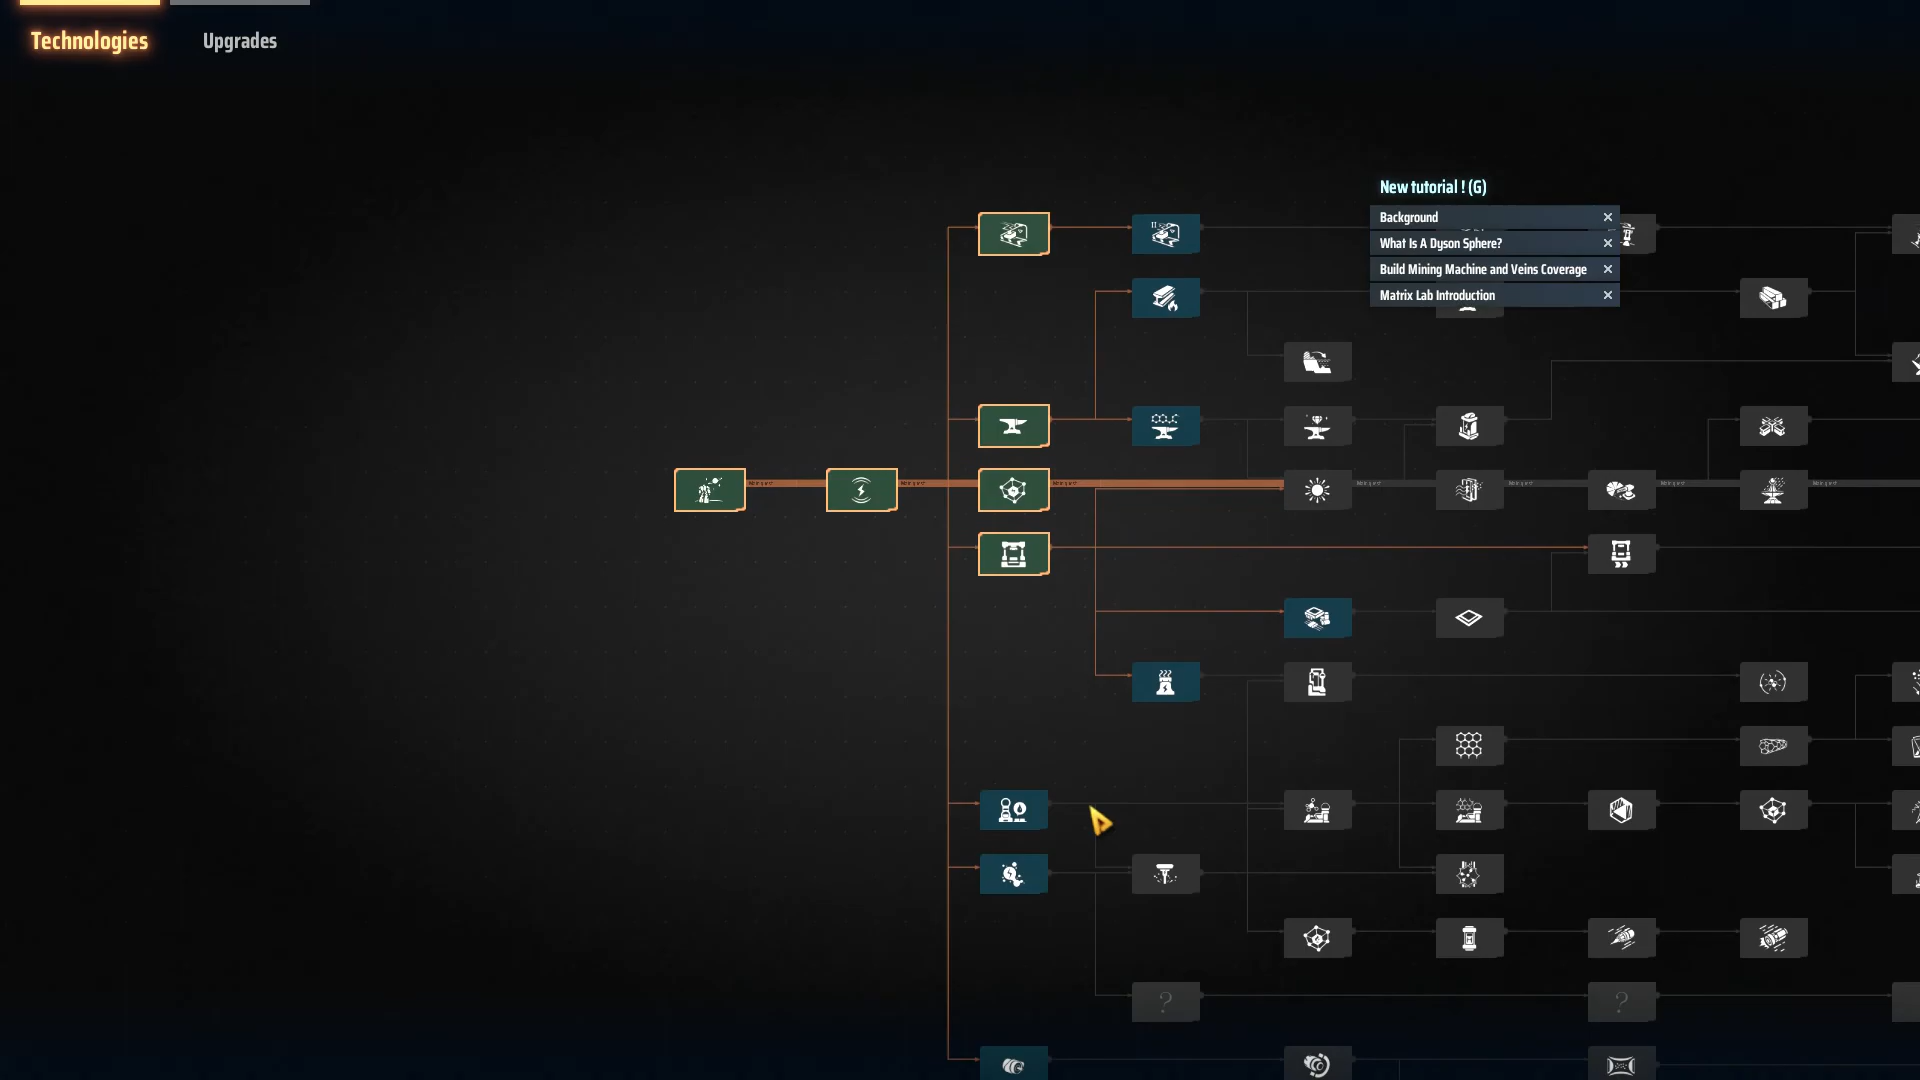 Technologies
Upgrades
New tutorial ! (G)
Background
What Is A Dyson Sphere?
Build Mining Machine and Veins Coverage
Matrix Lab Introduction
?
?